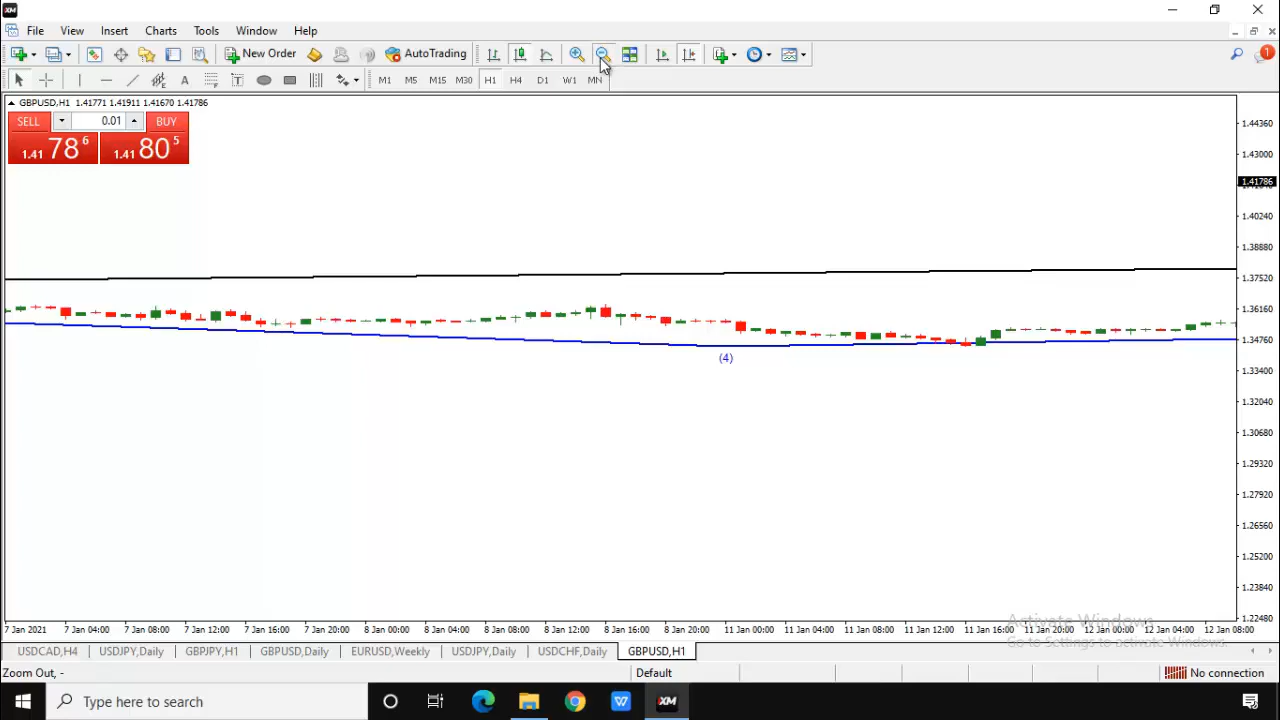 XM
File View Insert Charts Tools Window Help
New Order AutoTrading 1
A T M1 M5 M15 M30 H1 H4 D1 W1 MN
GBPUSD,H1 1.41771 1.41911 1.41670 1.41786
SELL 0.01 BUY
1.41 78 6 1.41 80 5
1.44360
1.43000
1.41786
1.40240
1.38880
1.37520
1.36160
1.34760
1.33400
1.32040
1.30680
1.29320
1.27920
1.26560
1.25200
1.23840
1.22480
(4)
Activate Windows
Go to Settings to activate Windows.
7 Jan 2021 7 Jan 04:00 7 Jan 08:00 7 Jan 12:00 7 Jan 16:00 7 Jan 20:00 8 Jan 00:00 8 Jan 04:00 8 Jan 08:00 8 Jan 12:00 8 Jan 16:00 8 Jan 20:00 11 Jan 00:00 11 Jan 04:00 11 Jan 08:00 11 Jan 12:00 11 Jan 16:00 11 Jan 20:00 12 Jan 00:00 12 Jan 04:00 12 Jan 08:00
USDCAD,H4 USDJPY,Daily GBPJPY,H1 GBPUSD,Daily EURUSD,Weekly USDJPY,Daily USDCHF,Daily GBPUSD,H1
Zoom Out, - Default No connection
Type here to search XM